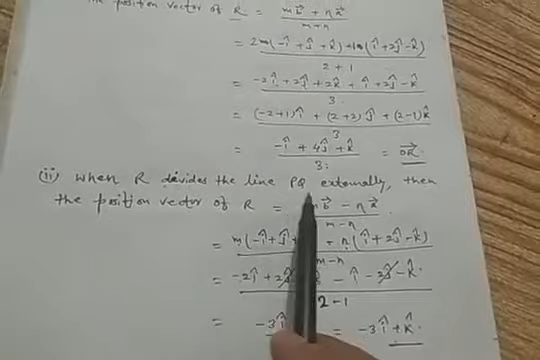 the position vector of R = (m b⃗ + n a⃗)/(m+n)
= (2(-î + ĵ + k̂) + 1(î + 2ĵ - k̂))/(2 + 1)
= (-2î + 2ĵ + 2k̂ + î + 2ĵ - k̂)/3
= ((-2+1)î + (2+2)ĵ + (2-1)k̂)/3
= (-î + 4ĵ + k̂)/3 = OR⃗
(ii) when R divides the line PQ externally, then
the position vector of R = b⃗ - n a⃗/m-n
= m(-î + ĵ + n(î + 2ĵ - k̂)/m-n
= -2î + 2ĵ - î - 2ĵ - k̂/2-1
= -3î = -3î + k̂.